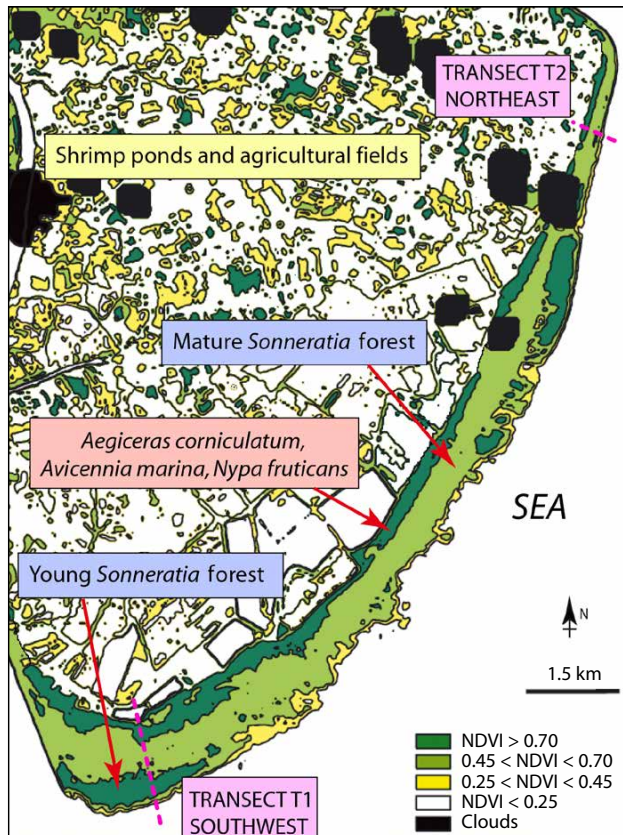 TRANSECT T2
NORTHEAST
Shrimp ponds and agricultural fields
Mature Sonneratia forest
Aegiceras corniculatum,
Avicennia marina, Nypa fruticans
SEA
Young Sonneratia forest
N
1.5 km
NDVI > 0.70
0.45 < NDVI < 0.70
0.25 < NDVI < 0.45
NDVI < 0.25
Clouds
TRANSECT T1
SOUTHWEST